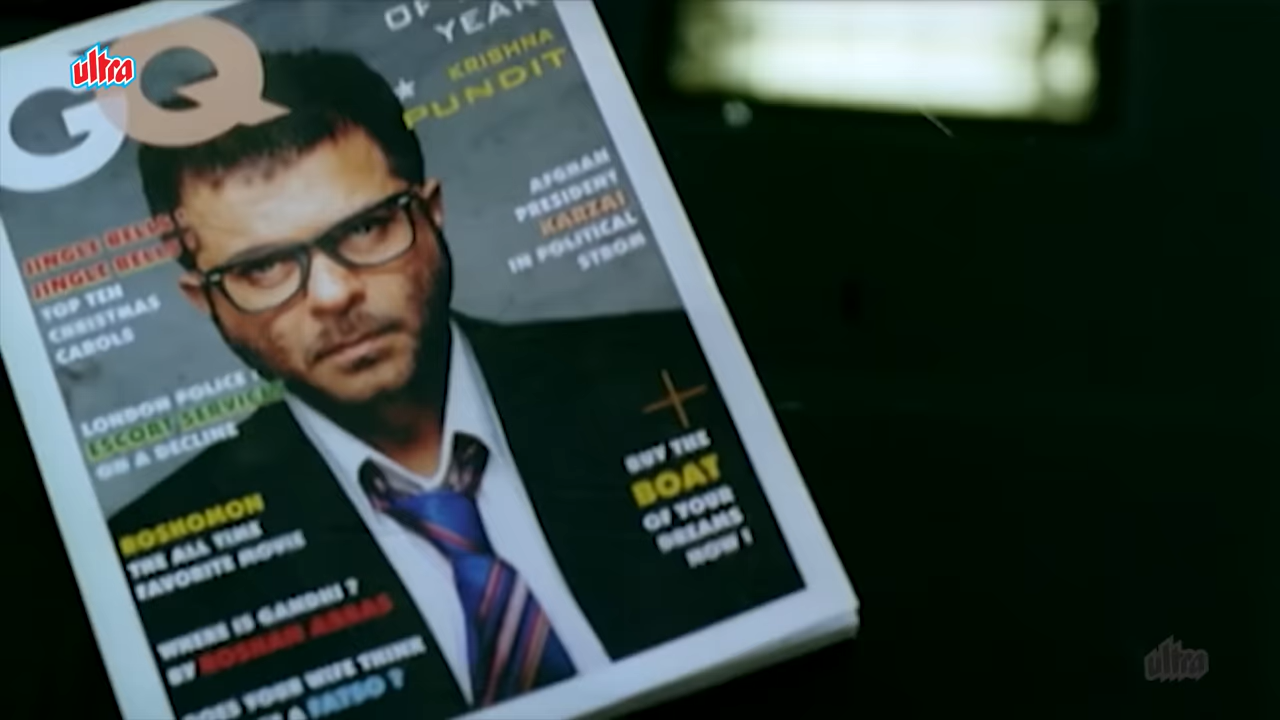 ultra
GQ
OF
YEAR
KRISHNA
PUNDIT
AFGHAN
PRESIDENT
KARZAI
IN POLITICAL
STROM
JINGLE BELLS
JINGLE BELLS
TOP TEN
CHRISTMAS
CAROLS
LONDON POLICE
ESCORT SERVICES
ON A DECLINE
BUY THE
BOAT
OF YOUR
DREAMS
NOW !
ROSHOMON
THE ALL TIME
FAVORITE MOVIE
WHERE IS GANDHI ?
BY ROSHAN ABBAS
DOES YOUR WIFE THINK
A FATSO ?
ultra